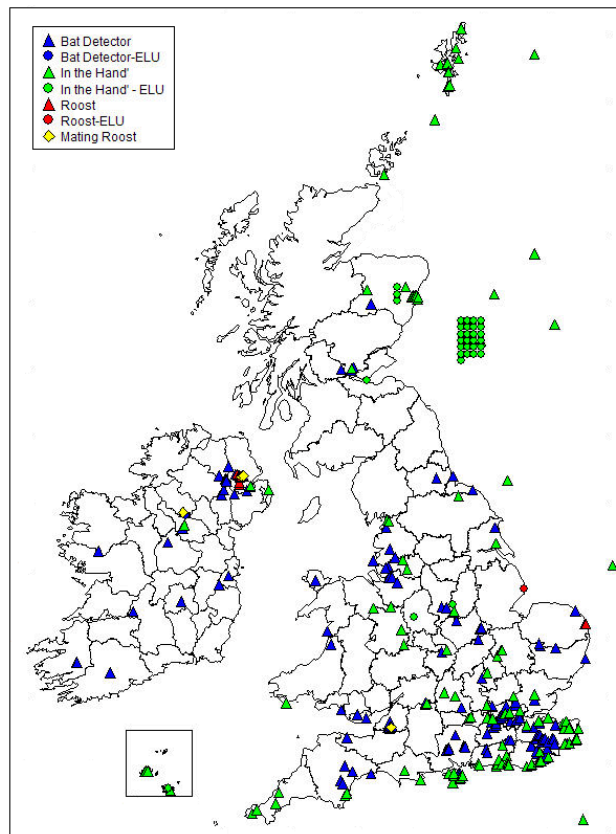 Bat Detector
Bat Detector-ELU
In the Hand'
In the Hand' - ELU
Roost
Roost-ELU
Mating Roost